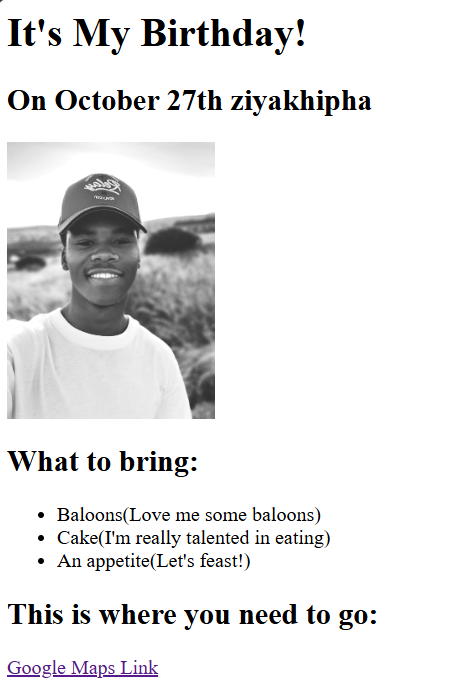 It's My Birthday!
On October 27th ziyakhipha
What to bring:
Baloons(Love me some baloons)
Cake(I'm really talented in eating)
An appetite(Let's feast!)
This is where you need to go:
Google Maps Link